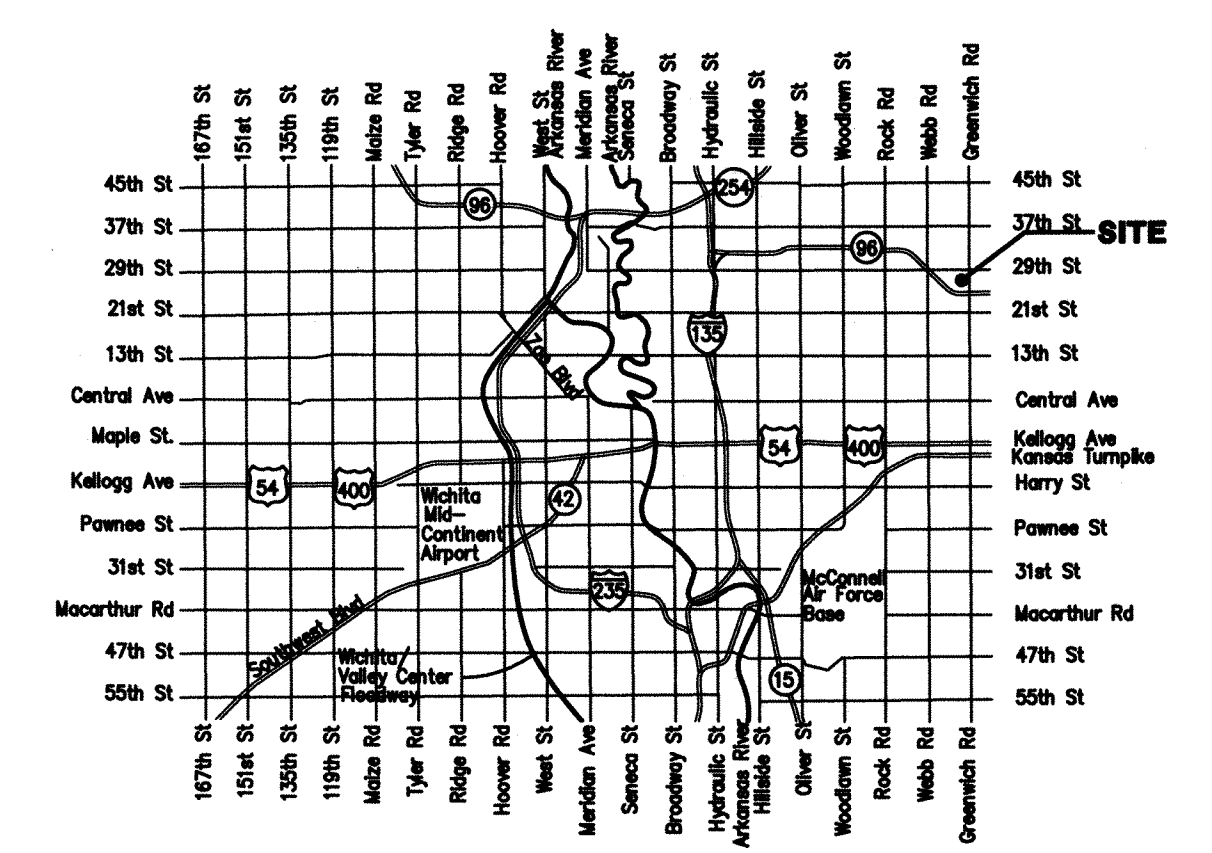 167th St
151st St
135th St
119th St
Maize Rd
Tyler Rd
Ridge Rd
Hoover Rd
West St
Arkansas River
Meridian Ave
Arkansas River
Seneca St
Broadway St
Hydraulic St
Hillside St
Oliver St
Woodlawn St
Rock Rd
Webb Rd
Greenwich Rd
45th St
254
45th St
96
37th St
37th St
SITE
96
29th St
29th St
21st St
21st St
135
13th St
13th St
Zoo Blvd
Central Ave
Central Ave
Maple St.
54
400
Kellogg Ave
Kansas Turnpike
Kellogg Ave
54
400
Harry St
Wichita
Mid-
Continent
Airport
42
Pawnee St
Pawnee St
31st St
31st St
235
McConnell
Air Force
Base
Macarthur Rd
Macarthur Rd
Southwest Blvd
47th St
47th St
Wichita/
Valley Center
Floodway
15
55th St
55th St
167th St
151st St
135th St
119th St
Maize Rd
Tyler Rd
Ridge Rd
Hoover Rd
West St
Meridian Ave
Seneca St
Broadway St
Hydraulic St
Arkansas River
Hillside St
Oliver St
Woodlawn St
Rock Rd
Webb Rd
Greenwich Rd